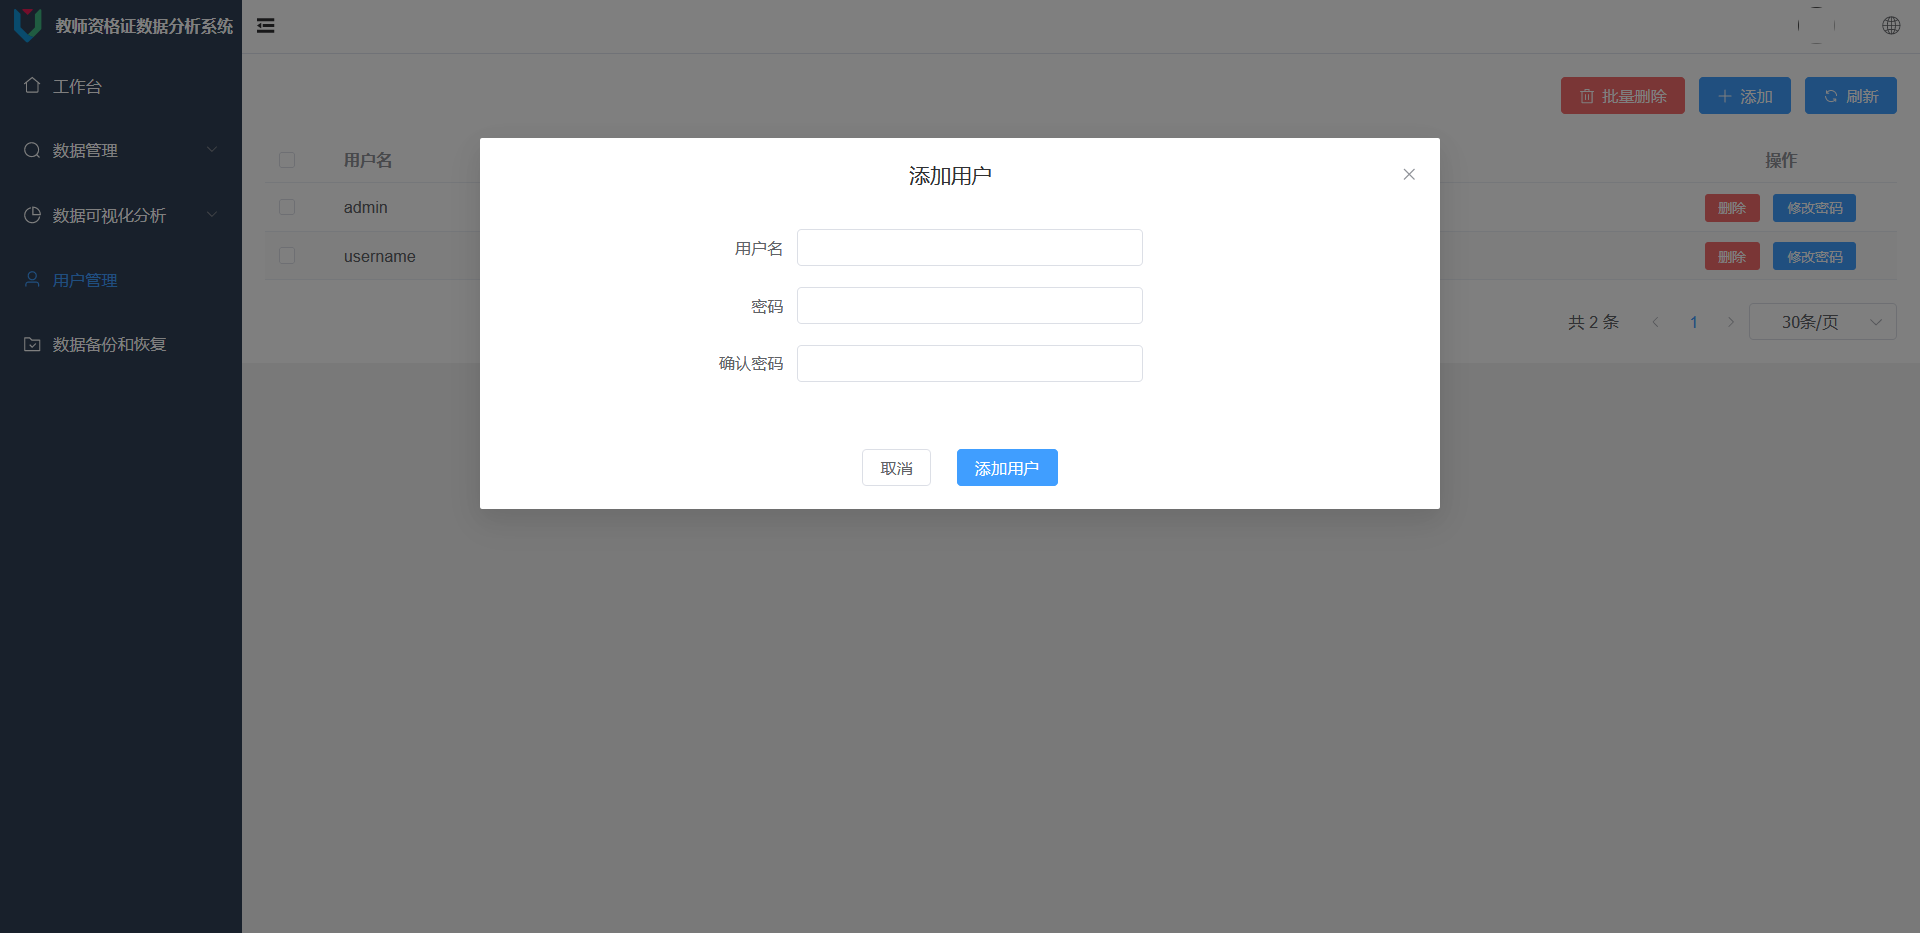 教师资格证数据分析系统
工作台
数据管理
数据可视化分析
用户管理
数据备份和恢复
批量删除
添加
刷新
用户名
操作
admin
删除
修改密码
username
删除
修改密码
共 2 条
1
30条/页
添加用户
用户名
密码
确认密码
取消
添加用户